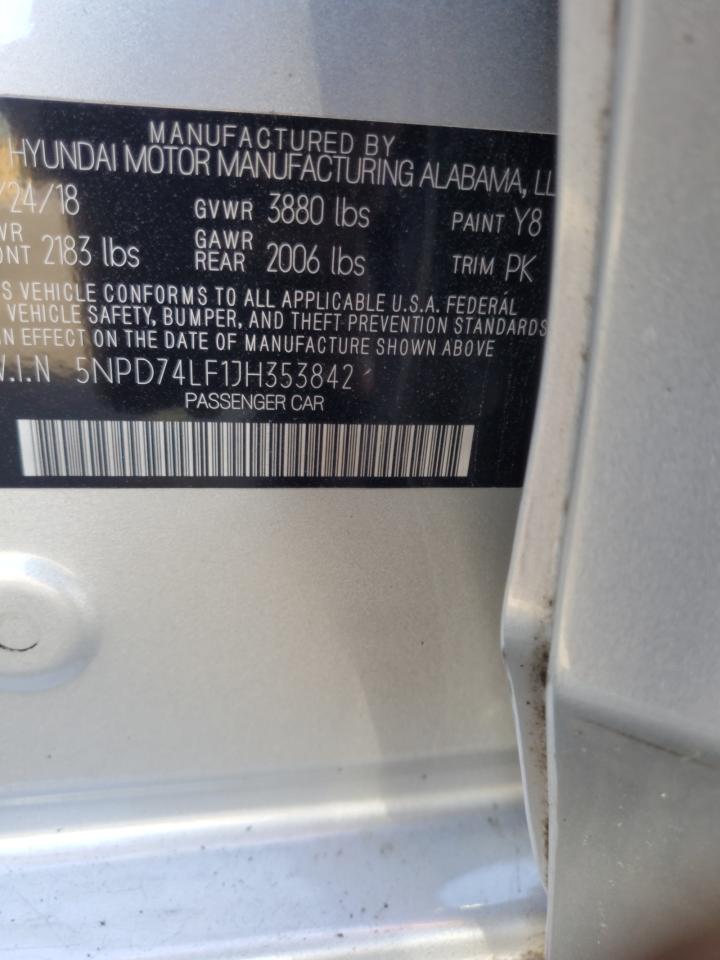 MANUFACTURED BY
HYUNDAI MOTOR MANUFACTURING ALABAMA, LL
/24/18 GVWR 3880 lbs PAINT Y8
WR
ONT 2183 lbs GAWR REAR 2006 lbs TRIM PK
S VEHICLE CONFORMS TO ALL APPLICABLE U.S.A. FEDERAL
VEHICLE SAFETY, BUMPER, AND THEFT PREVENTION STANDARDS
N EFFECT ON THE DATE OF MANUFACTURE SHOWN ABOVE
V.I.N 5NPD74LF1JH353842
PASSENGER CAR